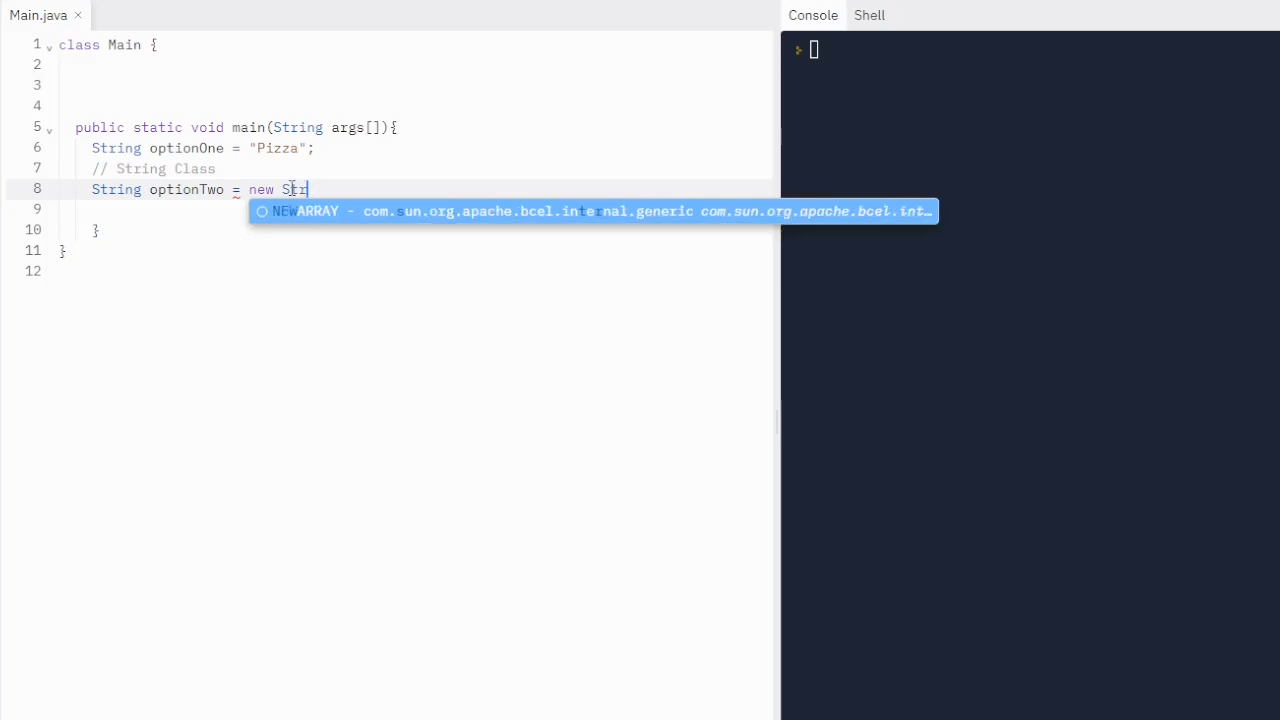 Main.java ×
Console Shell
1 class Main {
2
3
4
5 public static void main(String args[]){
6 String optionOne = "Pizza";
7 // String Class
8 String optionTwo = new Str
9
NEWARRAY - com.sun.org.apache.bcel.internal.generic com.sun.org.apache.bcel.int…
10 }
11 }
12